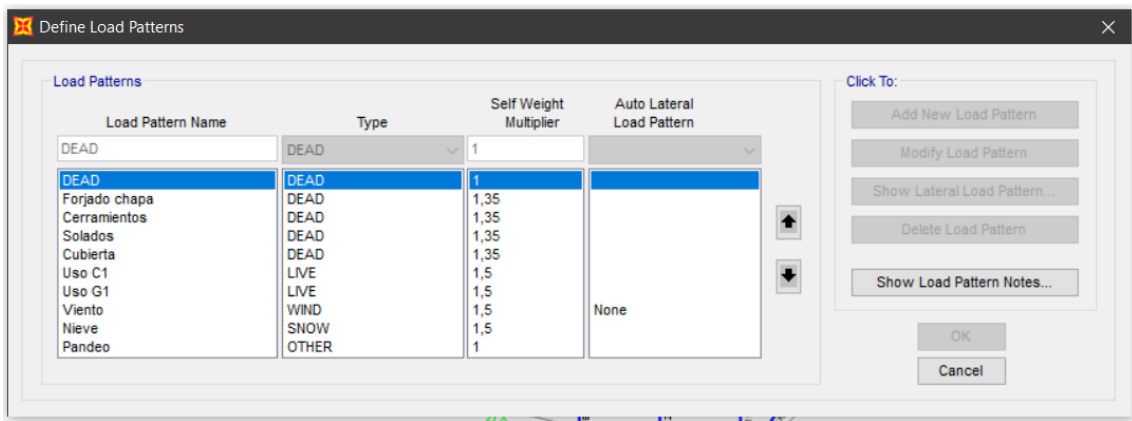 Define Load Patterns
Load Patterns
Click To:
Load Pattern Name Type Self Weight Multiplier Auto Lateral Load Pattern
DEAD DEAD 1
DEAD DEAD 1
Forjado chapa DEAD 1,35
Cerramientos DEAD 1,35
Solados DEAD 1,35
Cubierta DEAD 1,35
Uso C1 LIVE 1,5
Uso G1 LIVE 1,5
Viento WIND 1,5 None
Nieve SNOW 1,5
Pandeo OTHER 1
Add New Load Pattern
Modify Load Pattern
Show Lateral Load Pattern...
Delete Load Pattern
Show Load Pattern Notes...
OK
Cancel